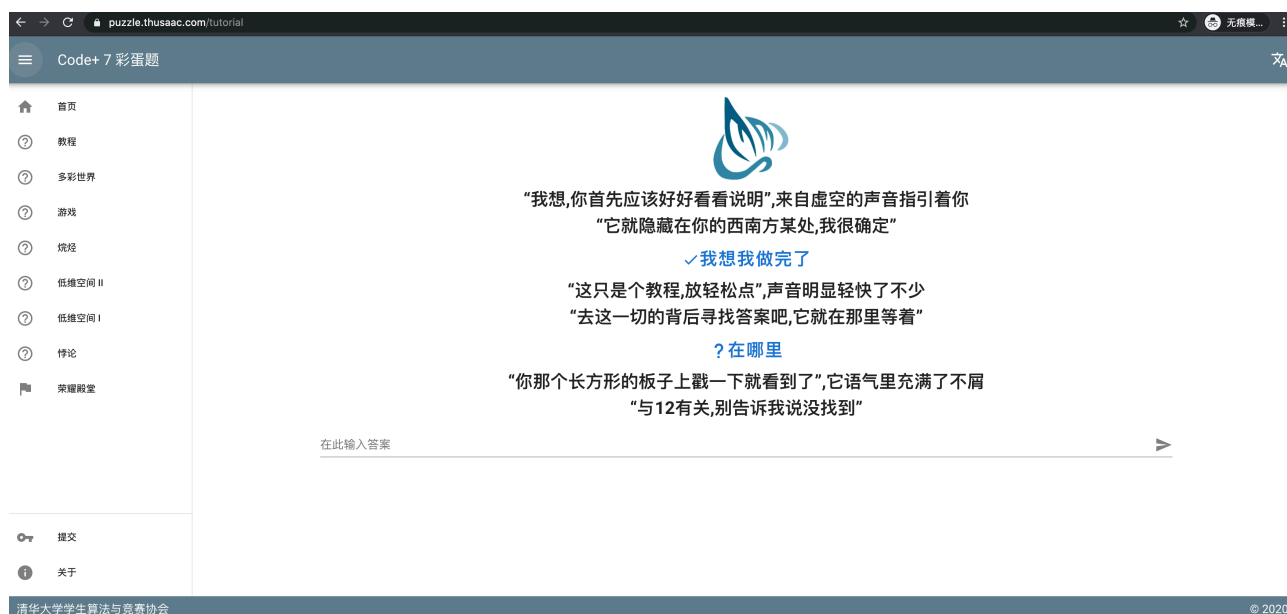 puzzle.thusaac.com/tutorial
无痕模...
Code+ 7 彩蛋题
首页
教程
多彩世界
游戏
烷烃
低维空间 II
低维空间 I
悖论
荣耀殿堂
提交
关于
“我想,你首先应该好好看看说明”,来自虚空的声音指引着你
“它就隐藏在你的西南方某处,我很确定”
✓我想我做完了
“这只是个教程,放轻松点”,声音明显轻快了不少
“去这一切的背后寻找答案吧,它就在那里等着”
? 在哪里
“你那个长方形的板子上戳一下就看到了”,它语气里充满了不屑
“与12有关,别告诉我说没找到”
在此输入答案
清华大学学生算法与竞赛协会
© 2020